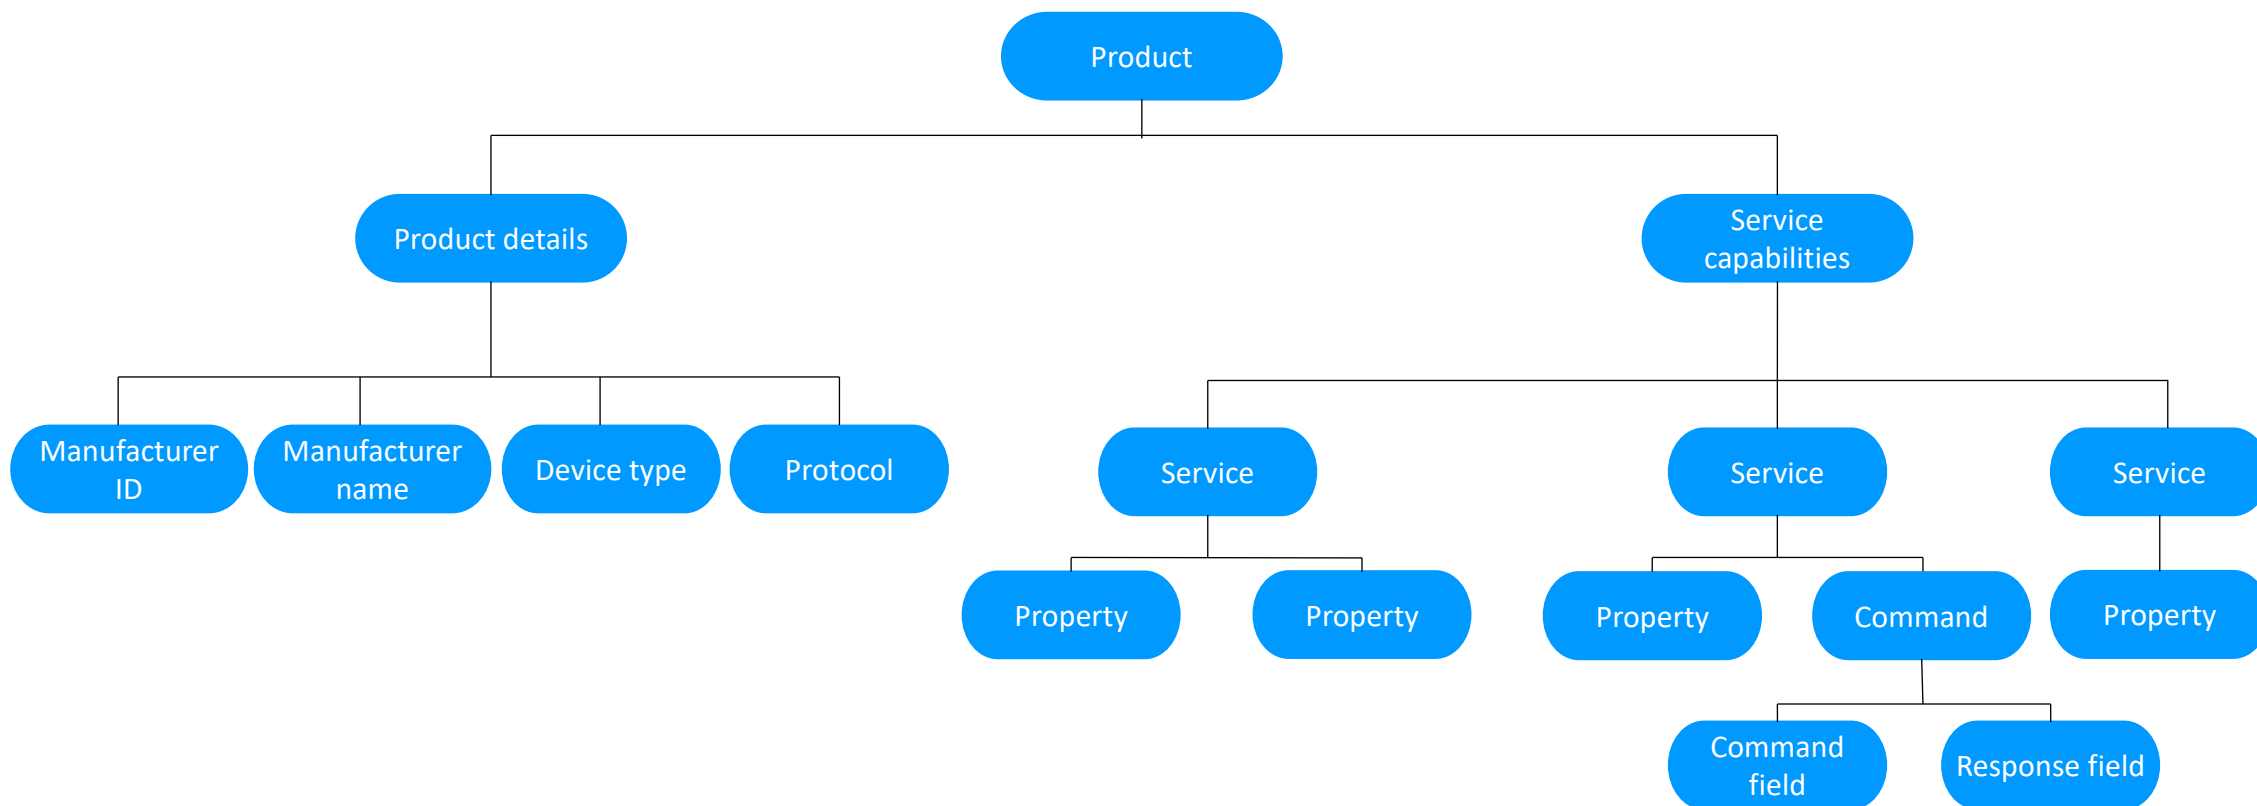 Product
Product details
Service
capabilities
Manufacturer
ID
Manufacturer
name
Device type
Protocol
Service
Service
Service
Property
Property
Property
Command
Property
Command
field
Response field